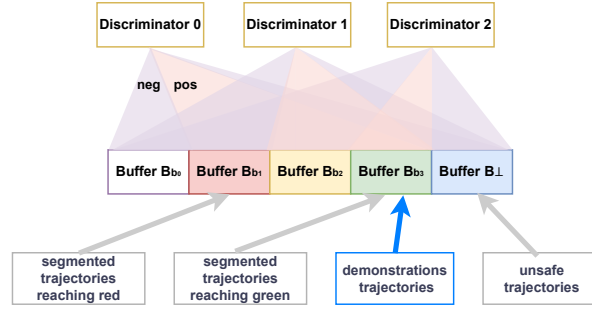 Discriminator 0 Discriminator 1 Discriminator 2
neg pos
Buffer Bb₀ Buffer Bb₁ Buffer Bb₂ Buffer Bb₃ Buffer B⊥
segmented
trajectories
reaching red
segmented
trajectories
reaching green
demonstrations
trajectories
unsafe
trajectories